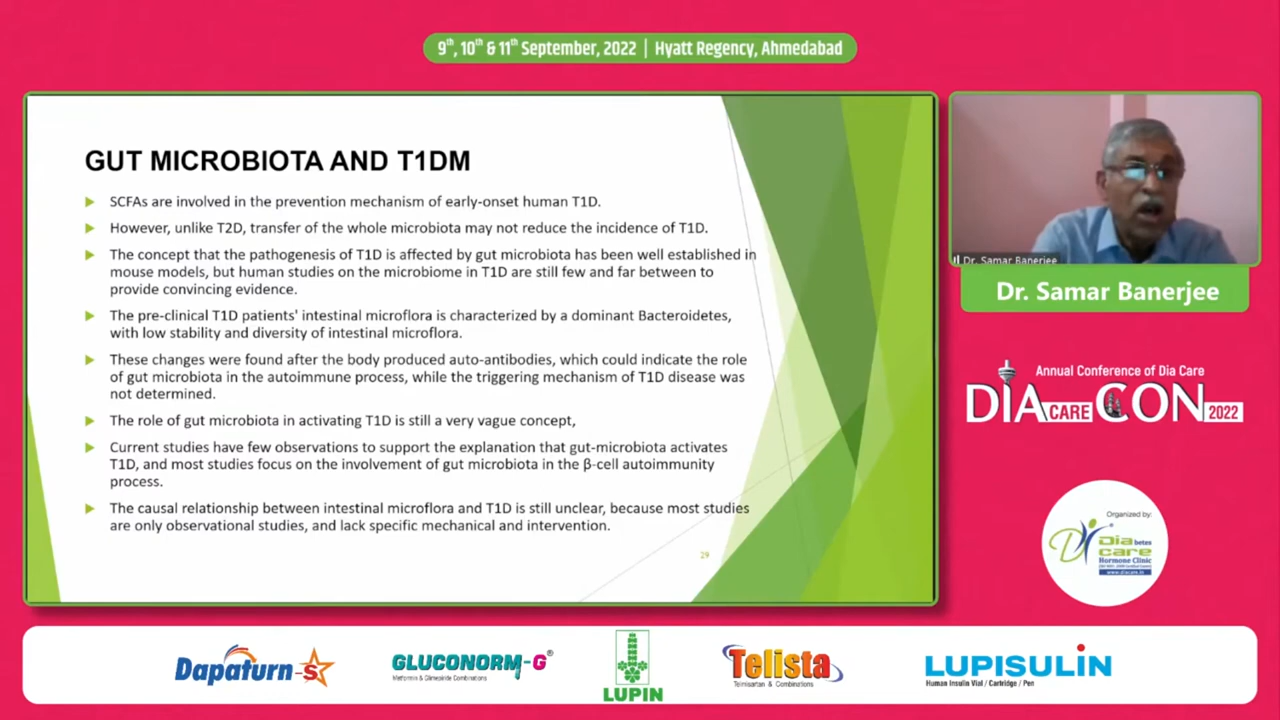 9th, 10th & 11th September, 2022 | Hyatt Regency, Ahmedabad
GUT MICROBIOTA AND T1DM
SCFAs are involved in the prevention mechanism of early-onset human T1D.
However, unlike T2D, transfer of the whole microbiota may not reduce the incidence of T1D.
The concept that the pathogenesis of T1D is affected by gut microbiota has been well established in
mouse models, but human studies on the microbiome in T1D are still few and far between to
provide convincing evidence.
The pre-clinical T1D patients' intestinal microflora is characterized by a dominant Bacteroidetes,
with low stability and diversity of intestinal microflora.
These changes were found after the body produced auto-antibodies, which could indicate the role
of gut microbiota in the autoimmune process, while the triggering mechanism of T1D disease was
not determined.
The role of gut microbiota in activating T1D is still a very vague concept,
Current studies have few observations to support the explanation that gut-microbiota activates
T1D, and most studies focus on the involvement of gut microbiota in the β-cell autoimmunity
process.
The causal relationship between intestinal microflora and T1D is still unclear, because most studies
are only observational studies, and lack specific mechanical and intervention.
29
Dr. Samar Banerjee
Dr. Samar Banerjee
Annual Conference of Dia Care
DIA CARE CON 2022
Organized by:
Diabetes
care
Hormone Clinic
www.diacare.in
Dapaturn-S
GLUCONORM-G®
Metformin & Glimepiride Combinations
LUPIN
Telista
Telmisartan & Combinations
LUPISULIN
Human Insulin Vial / Cartridge / Pen